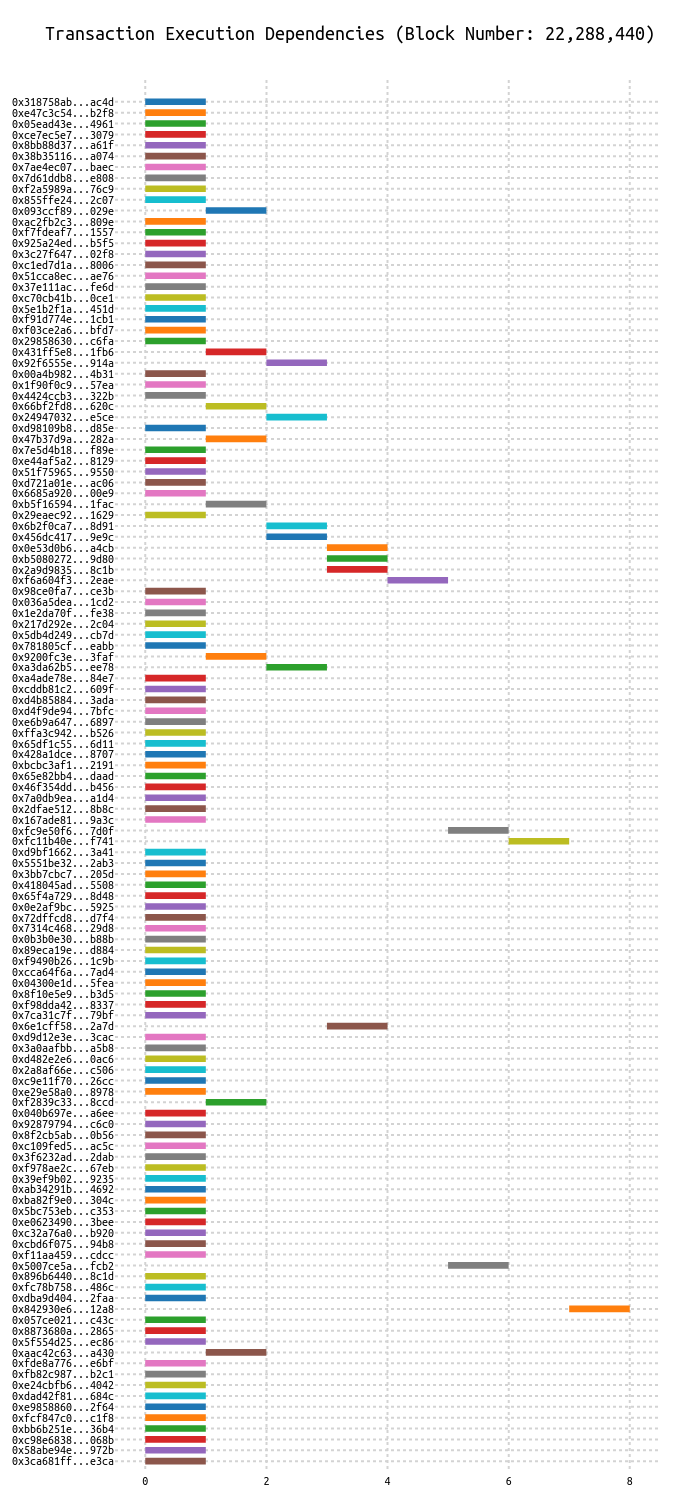 Transaction Execution Dependencies (Block Number: 22,288,440)
0x318758ab...ac4d
0xe47c3c54...b2f8
0x05ead43e...4961
0xce7ec5e7...3079
0x8bb88d37...a61f
0x38b35116...a074
0x7ae4ec07...baec
0x7d61ddb8...e808
0xf2a5989a...76c9
0x855ffe24...2c07
0x093ccf89...029e
0xac2fb2c3...809e
0xf7fdeaf7...1557
0x925a24ed...b5f5
0x3c27f647...02f8
0xc1ed7d1a...8006
0x51cca8ec...ae76
0x37e111ac...fe6d
0xc70cb41b...0ce1
0x5e1b2f1a...451d
0xf91d774e...1cb1
0xf03ce2a6...bfd7
0x29858630...c6fa
0x431ff5e8...1fb6
0x92f6555e...914a
0x00a4b982...4b31
0x1f90f0c9...57ea
0x4424ccb3...322b
0x66bf2fd8...620c
0x24947032...e5ce
0xd98109b8...d85e
0x47b37d9a...282a
0x7e5d4b18...f89e
0xe44af5a2...8129
0x51f75965...9550
0xd721a01e...ac06
0x6685a920...00e9
0xb5f16594...1fac
0x29eaec92...1629
0x6b2f0ca7...8d91
0x456dc417...9e9c
0x0e53d0b6...a4cb
0xb5080272...9d80
0x2a9d9835...8c1b
0xf6a604f3...2eae
0x98ce0fa7...ce3b
0x036a5dea...1cd2
0x1e2da70f...fe38
0x217d292e...2c04
0x5db4d249...cb7d
0x781805cf...eabb
0x9200fc3e...3faf
0xa3da62b5...ee78
0xa4ade78e...84e7
0xcddb81c2...609f
0xd4b85884...3ada
0xd4f9de94...7bfc
0xe6b9a647...6897
0xffa3c942...b526
0x65df1c55...6d11
0x428a1dce...8707
0xbcbc3af1...2191
0x65e82bb4...daad
0x46f354dd...b456
0x7a0db9ea...a1d4
0x2dfae512...8b8c
0x167ade81...9a3c
0xfc9e50f6...7d0f
0xfc11b40e...f741
0xd9bf1662...3a41
0x5551be32...2ab3
0x3bb7cbc7...205d
0x418045ad...5508
0x65f4a729...8d48
0x0e2af9bc...5925
0x72dffcd8...d7f4
0x7314c468...29d8
0x0b3b0e30...b88b
0x89eca19e...d884
0xf9490b26...1c9b
0xcca64f6a...7ad4
0x04300e1d...5fea
0x8f10e5e9...b3d5
0xf98dda42...8337
0x7ca31c7f...79bf
0x6e1cff58...2a7d
0xd9d12e3e...3cac
0x3a0aafbb...a5b8
0xd482e2e6...0ac6
0x2a8af66e...c506
0xc9e11f70...26cc
0xe29e58a0...8978
0xf2839c33...8ccd
0x040b697e...a6ee
0x92879794...c6c0
0x8f2cb5ab...0b56
0xc109fed5...ac5c
0x3f6232ad...2dab
0xf978ae2c...67eb
0x39ef9b02...9235
0xab34291b...4692
0xba82f9e0...304c
0x5bc753eb...c353
0xe0623490...3bee
0xc32a76a0...b920
0xcbd6f075...94b8
0xf11aa459...cdcc
0x5007ce5a...fcb2
0x896b6440...8c1d
0xfc78b758...486c
0xdba9d404...2faa
0x842930e6...12a8
0x057ce021...c43c
0x8873680a...2865
0x5f554d25...ec86
0xaac42c63...a430
0xfde8a776...e6bf
0xfb82c987...b2c1
0xe24cbfb6...4042
0xdad42f81...684c
0xe9858860...2f64
0xfcf847c0...c1f8
0xbb6b251e...36b4
0xc98e6838...068b
0x58abe94e...972b
0x3ca681ff...e3ca
0 2 4 6 8